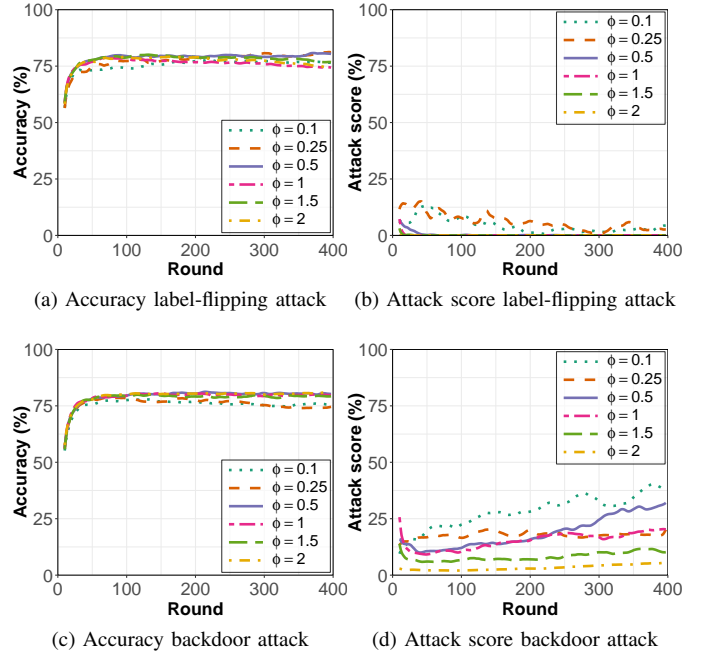 100
75
50
25
0
Accuracy (%)
ϕ = 0.1
ϕ = 0.25
ϕ = 0.5
ϕ = 1
ϕ = 1.5
ϕ = 2
0 100 200 300 400
Round
(a) Accuracy label-flipping attack
100
75
50
25
0
Attack score (%)
ϕ = 0.1
ϕ = 0.25
ϕ = 0.5
ϕ = 1
ϕ = 1.5
ϕ = 2
0 100 200 300 400
Round
(b) Attack score label-flipping attack
100
75
50
25
0
Accuracy (%)
ϕ = 0.1
ϕ = 0.25
ϕ = 0.5
ϕ = 1
ϕ = 1.5
ϕ = 2
0 100 200 300 400
Round
(c) Accuracy backdoor attack
100
75
50
25
0
Attack score (%)
ϕ = 0.1
ϕ = 0.25
ϕ = 0.5
ϕ = 1
ϕ = 1.5
ϕ = 2
0 100 200 300 400
Round
(d) Attack score backdoor attack